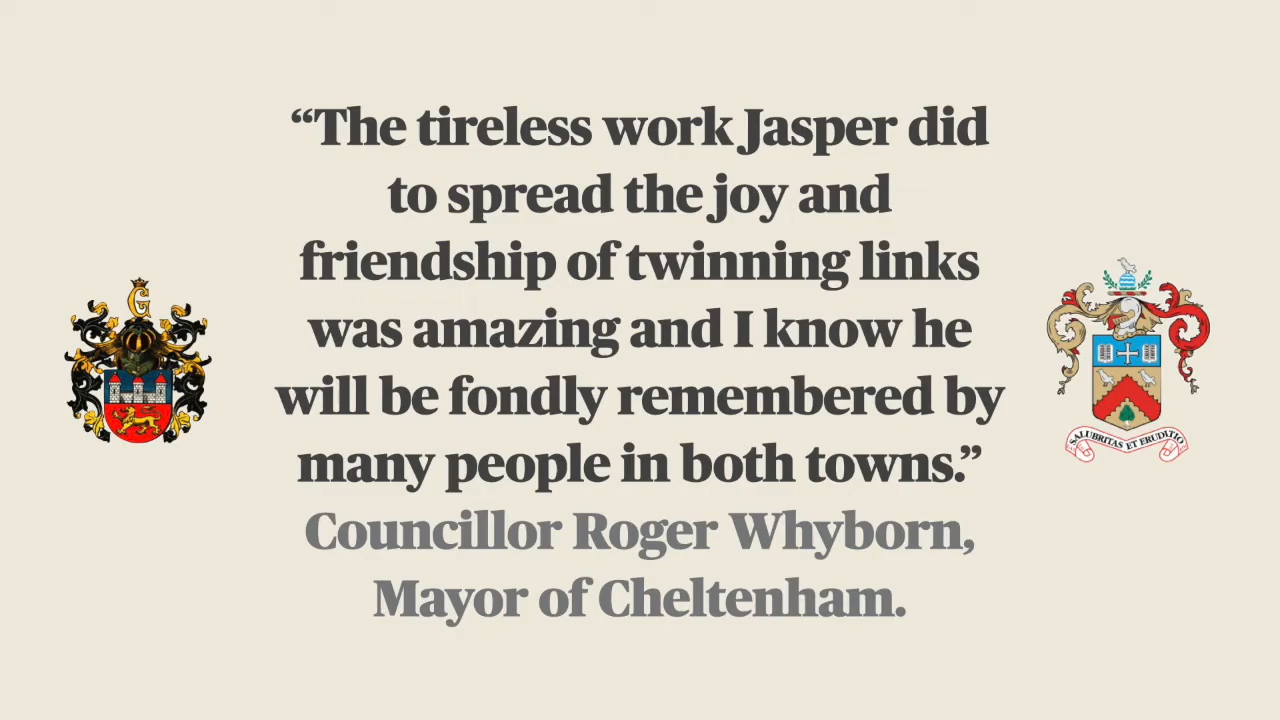 “The tireless work Jasper did
to spread the joy and
friendship of twinning links
was amazing and I know he
will be fondly remembered by
many people in both towns.”
Councillor Roger Whyborn,
Mayor of Cheltenham.
G
SALUBRITAS ET ERUDITIO